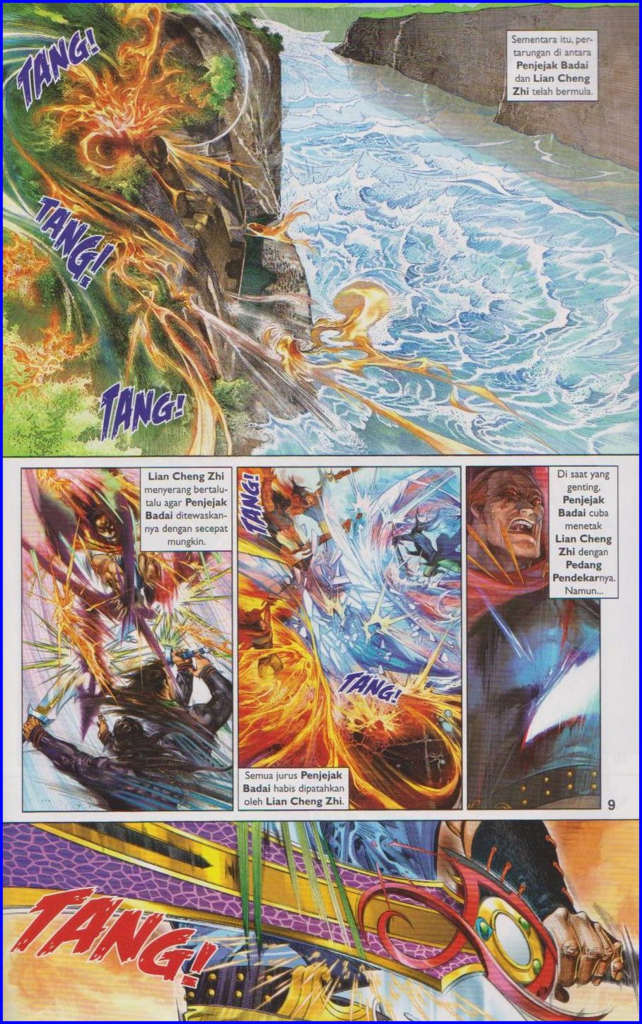 TANG!
Sementara itu, per-
tarungan di antara
Penjejak Badai
dan Lian Cheng
Zhi telah bermula.
TANG!
TANG!
Lian Cheng Zhi
menyerang bertalu-
talu agar Penjejak
Badai ditewaskan-
nya dengan secepat
mungkin.
TANG!
TANG!
Semua jurus Penjejak
Badai habis dipatahkan
oleh Lian Cheng Zhi.
Di saat yang
genting,
Penjejak
Badai cuba
menetak
Lian Cheng
Zhi dengan
Pedang
Pendekarnya.
Namun...
9
TANG!